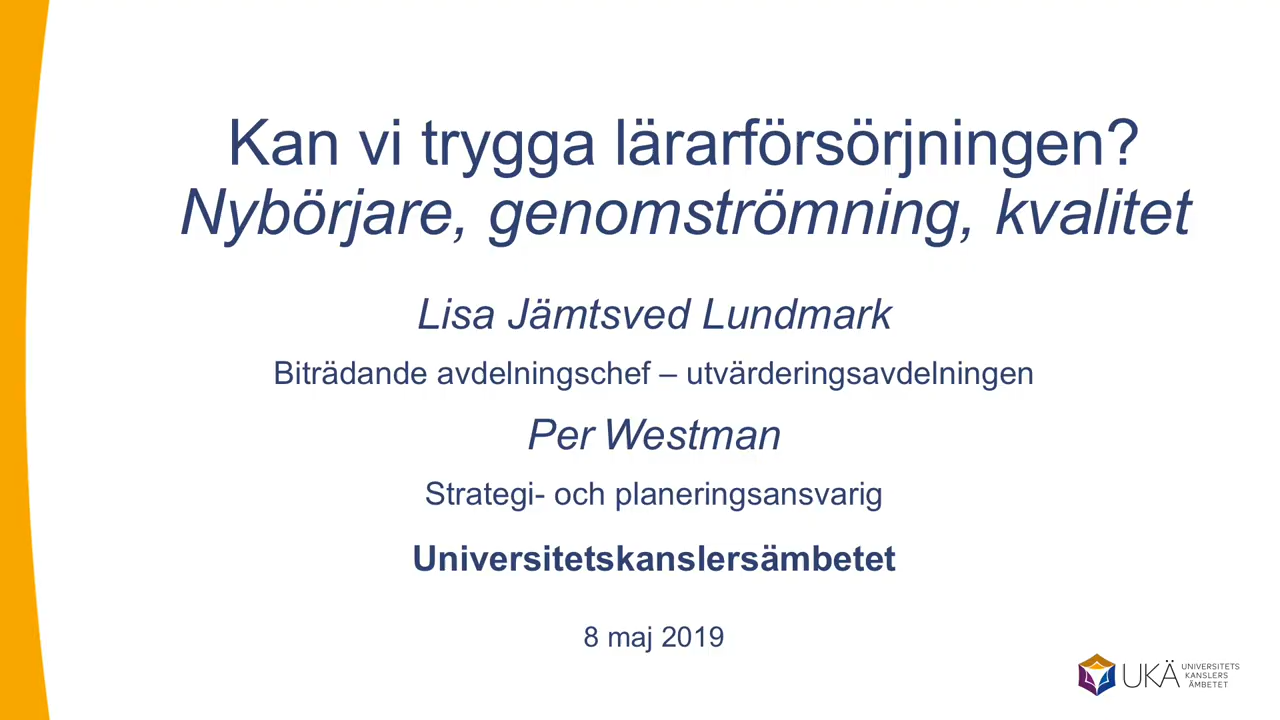 Kan vi trygga lärarförsörjningen?
Nybörjare, genomströmning, kvalitet
Lisa Jämtsved Lundmark
Biträdande avdelningschef – utvärderingsavdelningen
Per Westman
Strategi- och planeringsansvarig
Universitetskanslersämbetet
8 maj 2019
UKÄ
UNIVERSITETS
KANSLERS
ÄMBETET